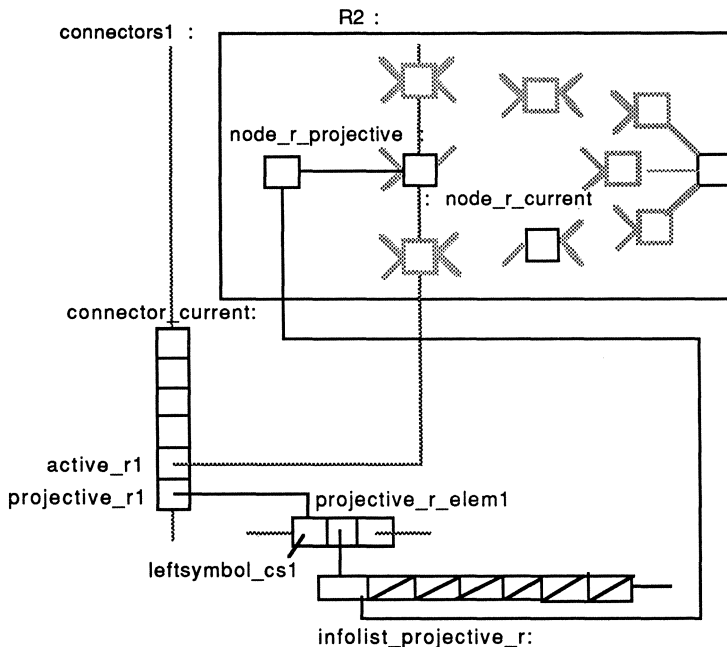 R2 :
connectors1 :
node_r_projective :
: node_r_current
connector_current:
active_r1
projective_r1
projective_r_elem1
leftsymbol_cs1
infolist_projective_r: